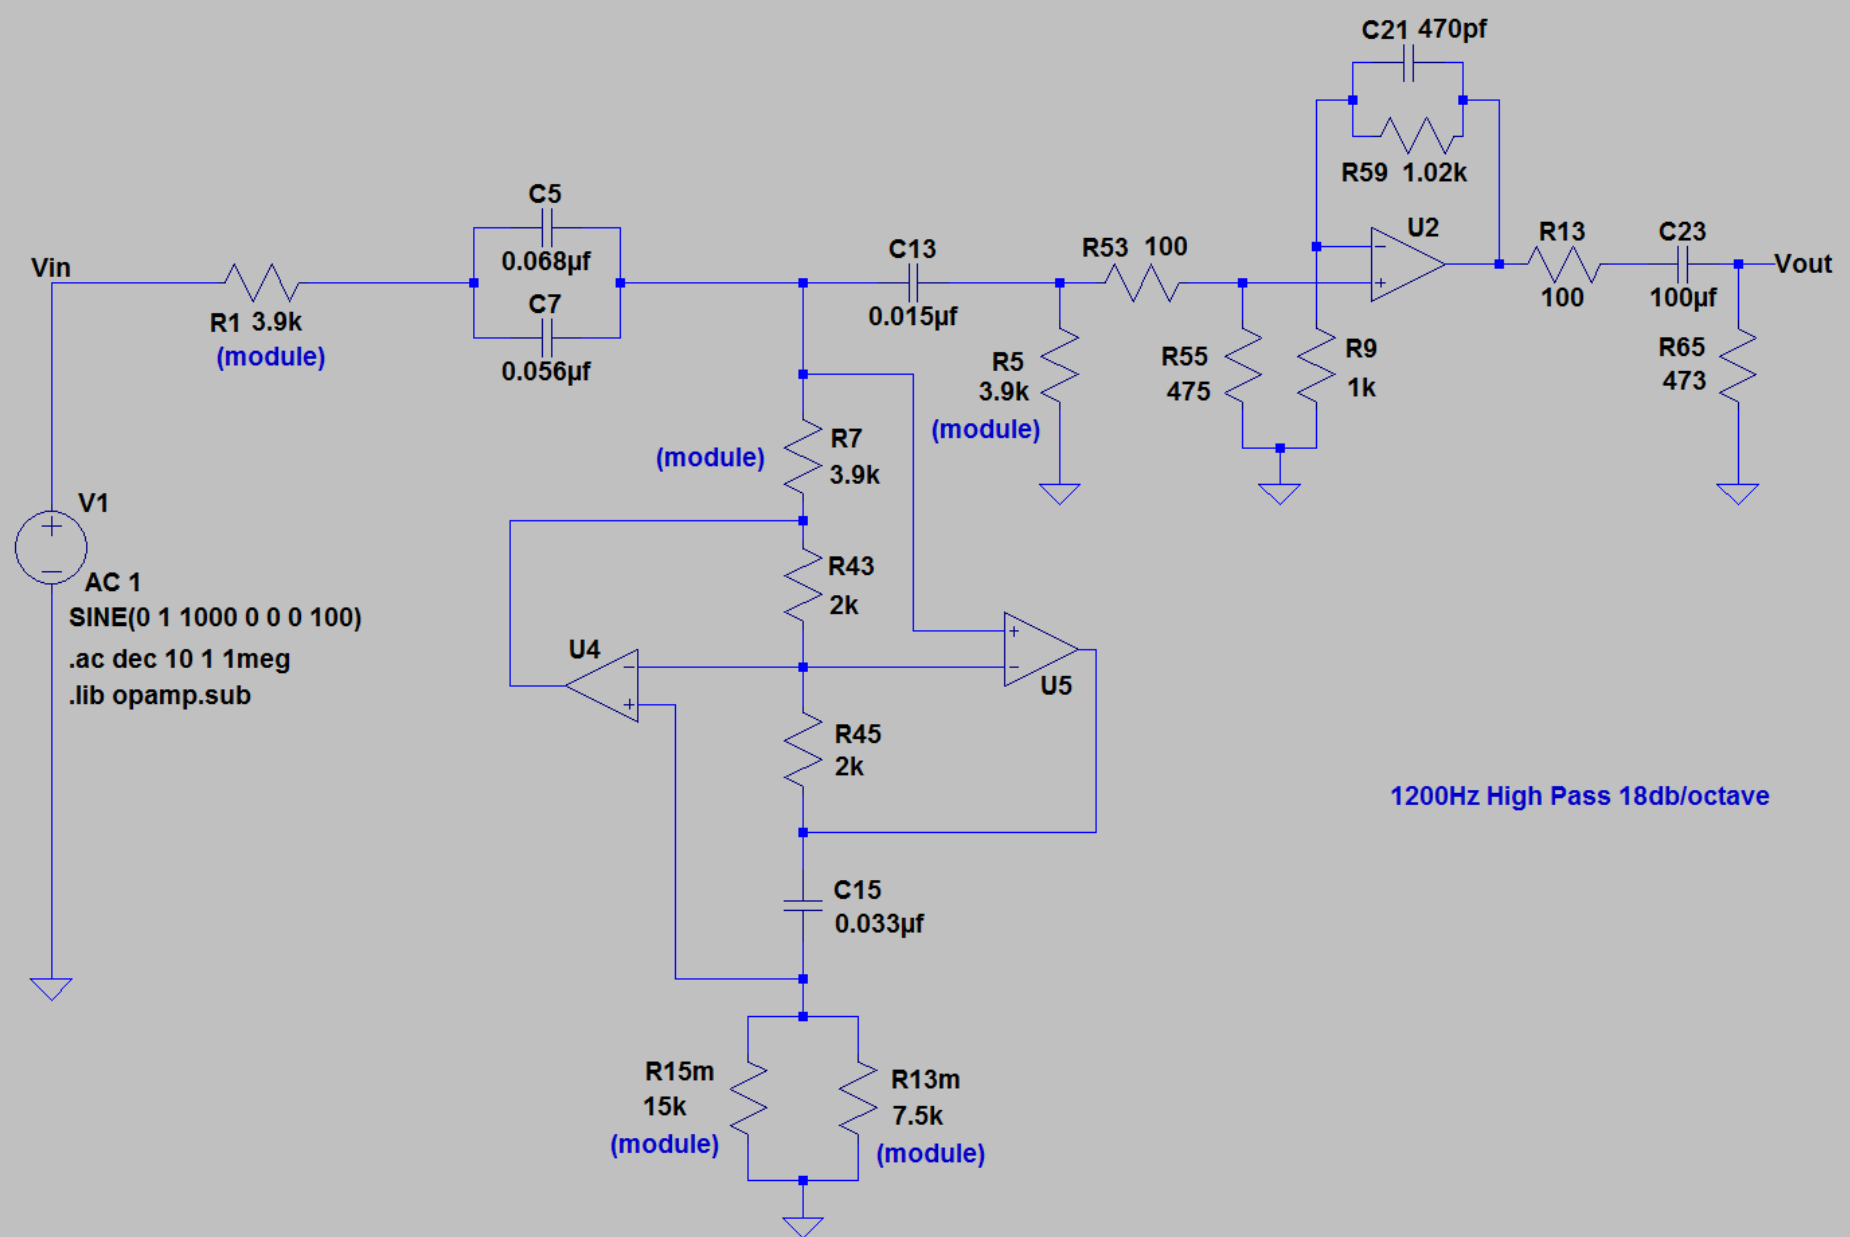 C21 470pf
R59 1.02k
C5
0.068µf
C7
0.056µf
Vin
R1 3.9k
(module)
C13
0.015µf
R53 100
U2
R13
100
C23
100µf
Vout
R5
3.9k
(module)
R55
475
R9
1k
R65
473
(module)
R7
3.9k
V1
AC 1
SINE(0 1 1000 0 0 0 100)
.ac dec 10 1 1meg
.lib opamp.sub
R43
2k
U4
U5
R45
2k
1200Hz High Pass 18db/octave
C15
0.033µf
R15m
15k
(module)
R13m
7.5k
(module)